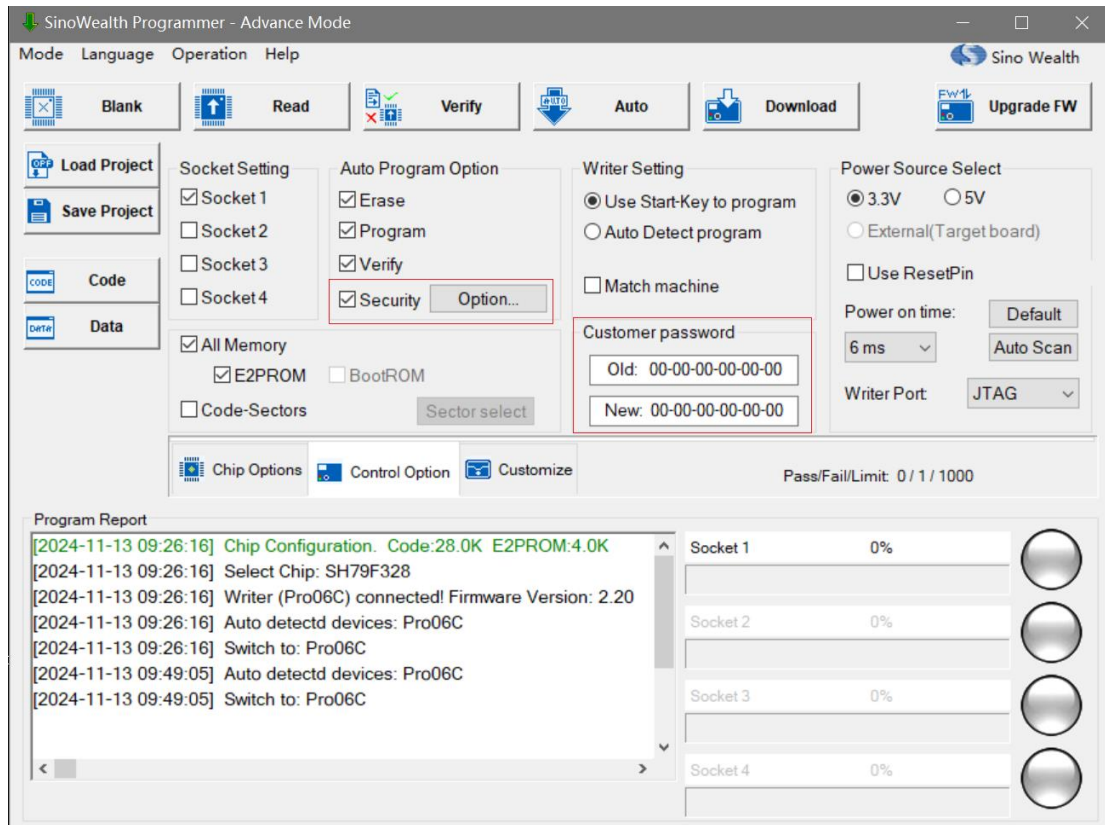 SinoWealth Programmer - Advance Mode
Mode Language Operation Help
Sino Wealth
Blank Read Verify Auto Download Upgrade FW
Load Project
Save Project
Code
Data
Socket Setting
Socket 1
Socket 2
Socket 3
Socket 4
Auto Program Option
Erase
Program
Verify
Security Option...
All Memory
E2PROM BootROM
Code-Sectors Sector select
Writer Setting
Use Start-Key to program
Auto Detect program
Match machine
Customer password
Old: 00-00-00-00-00-00
New: 00-00-00-00-00-00
Power Source Select
3.3V 5V
External(Target board)
Use ResetPin
Power on time: Default
6 ms Auto Scan
Writer Port: JTAG
Chip Options Control Option Customize
Pass/Fail/Limit: 0 / 1 / 1000
Program Report
[2024-11-13 09:26:16] Chip Configuration. Code:28.0K E2PROM:4.0K
[2024-11-13 09:26:16] Select Chip: SH79F328
[2024-11-13 09:26:16] Writer (Pro06C) connected! Firmware Version: 2.20
[2024-11-13 09:26:16] Auto detectd devices: Pro06C
[2024-11-13 09:26:16] Switch to: Pro06C
[2024-11-13 09:49:05] Auto detectd devices: Pro06C
[2024-11-13 09:49:05] Switch to: Pro06C
Socket 1 0%
Socket 2 0%
Socket 3 0%
Socket 4 0%